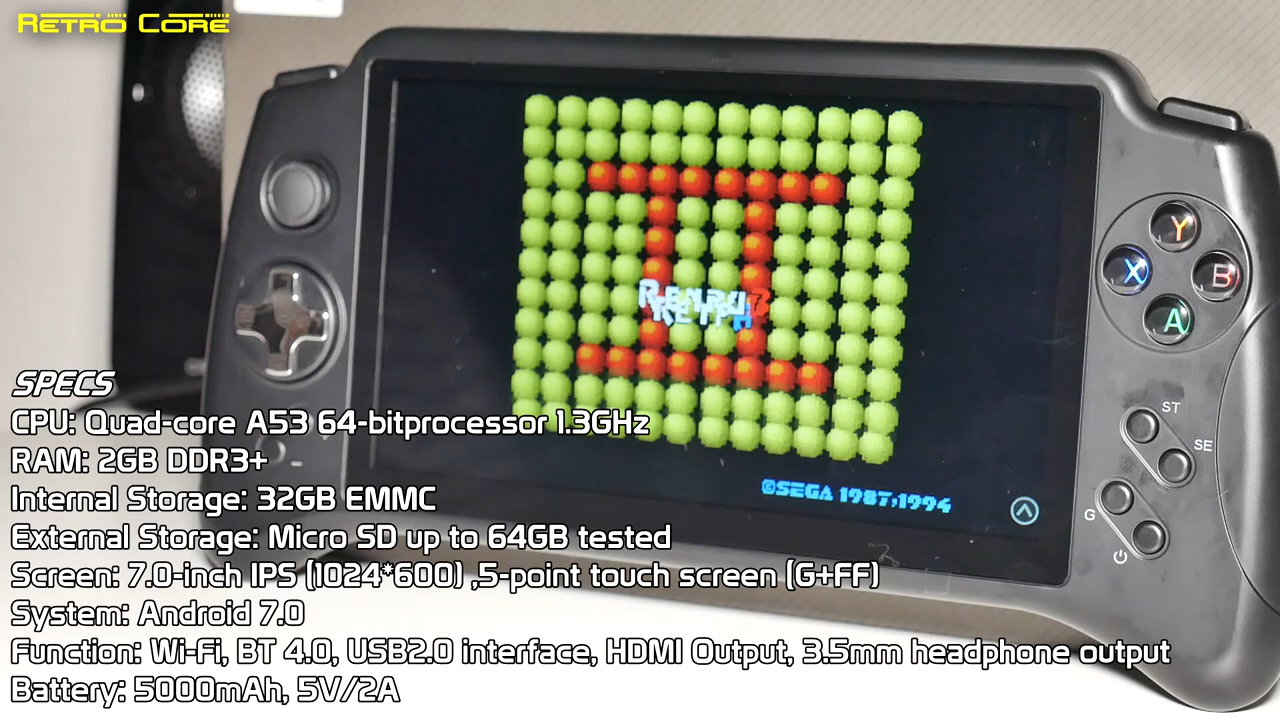 RETRO CORE
Y
X
B
A
ST
SE
G
©SEGA 1987,1994
SPECS
CPU: Quad-core A53 64-bitprocessor 1.3GHz
RAM: 2GB DDR3+
Internal Storage: 32GB EMMC
External Storage: Micro SD up to 64GB tested
Screen: 7.0-inch IPS (1024*600) ,5-point touch screen (G+FF)
System: Android 7.0
Function: Wi-Fi, BT 4.0, USB2.0 interface, HDMI Output, 3.5mm headphone output
Battery: 5000mAh, 5V/2A